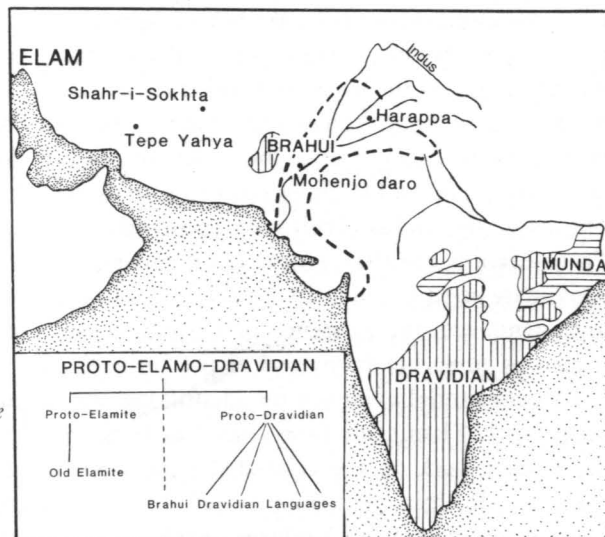 ELAM
Indus
Shahr-i-Sokhta
Harappa
Tepe Yahya
BRAHUI
Mohenjo daro
MUNDA
DRAVIDIAN
PROTO-ELAMO-DRAVIDIAN
Proto-Elamite Proto-Dravidian
Old Elamite
Brahui Dravidian Languages